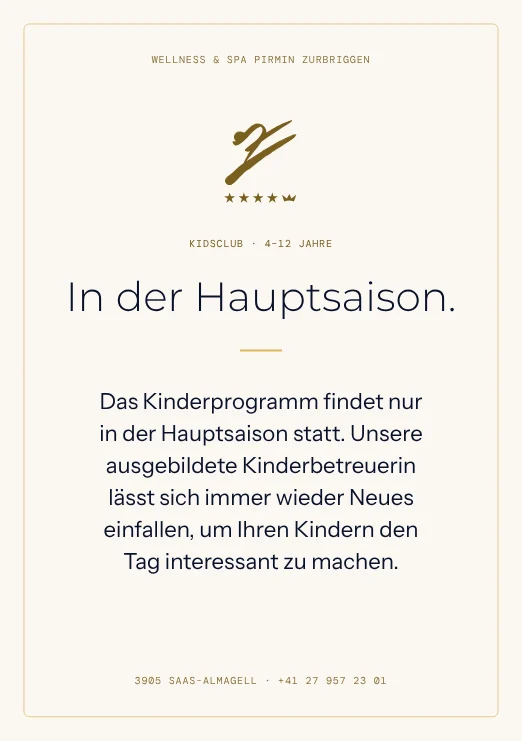 WELLNESS & SPA PIRMIN ZURBRIGGEN
KIDSCLUB · 4–12 JAHRE
In der Hauptsaison.
Das Kinderprogramm findet nur
in der Hauptsaison statt. Unsere
ausgebildete Kinderbetreuerin
lässt sich immer wieder Neues
einfallen, um Ihren Kindern den
Tag interessant zu machen.
3905 SAAS-ALMAGELL · +41 27 957 23 01